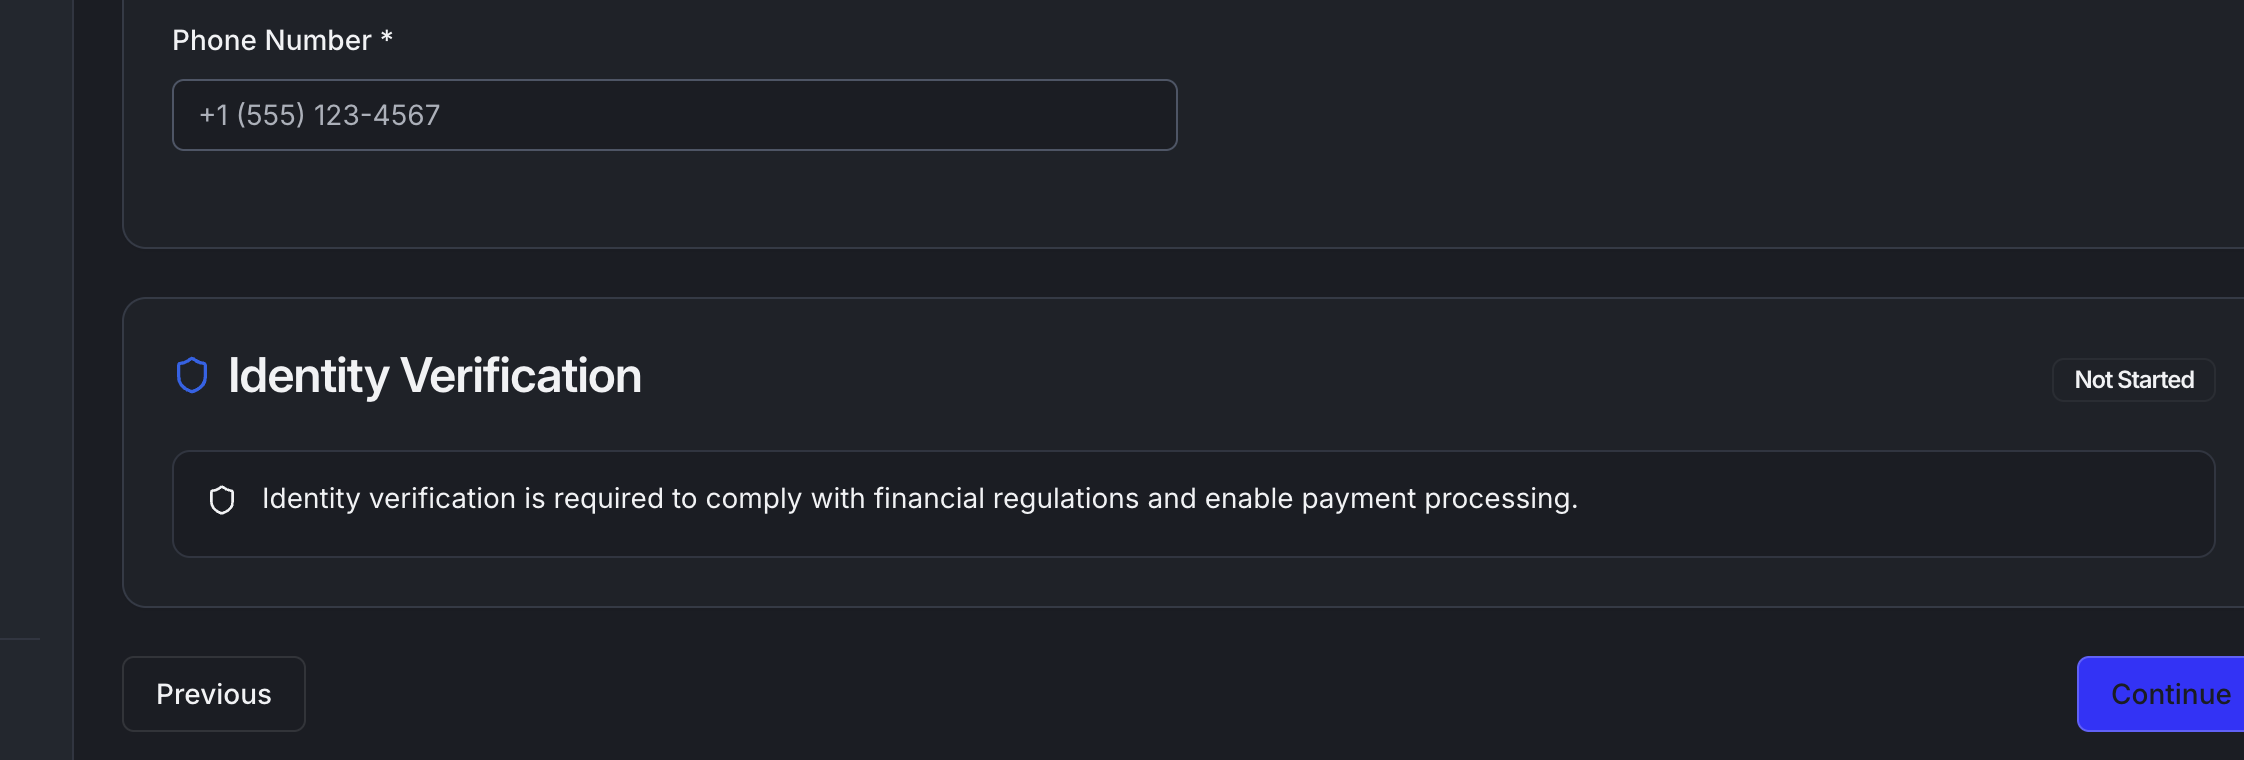 Phone Number *
+1 (555) 123-4567
Identity Verification
Not Started
Identity verification is required to comply with financial regulations and enable payment processing.
Previous
Continue